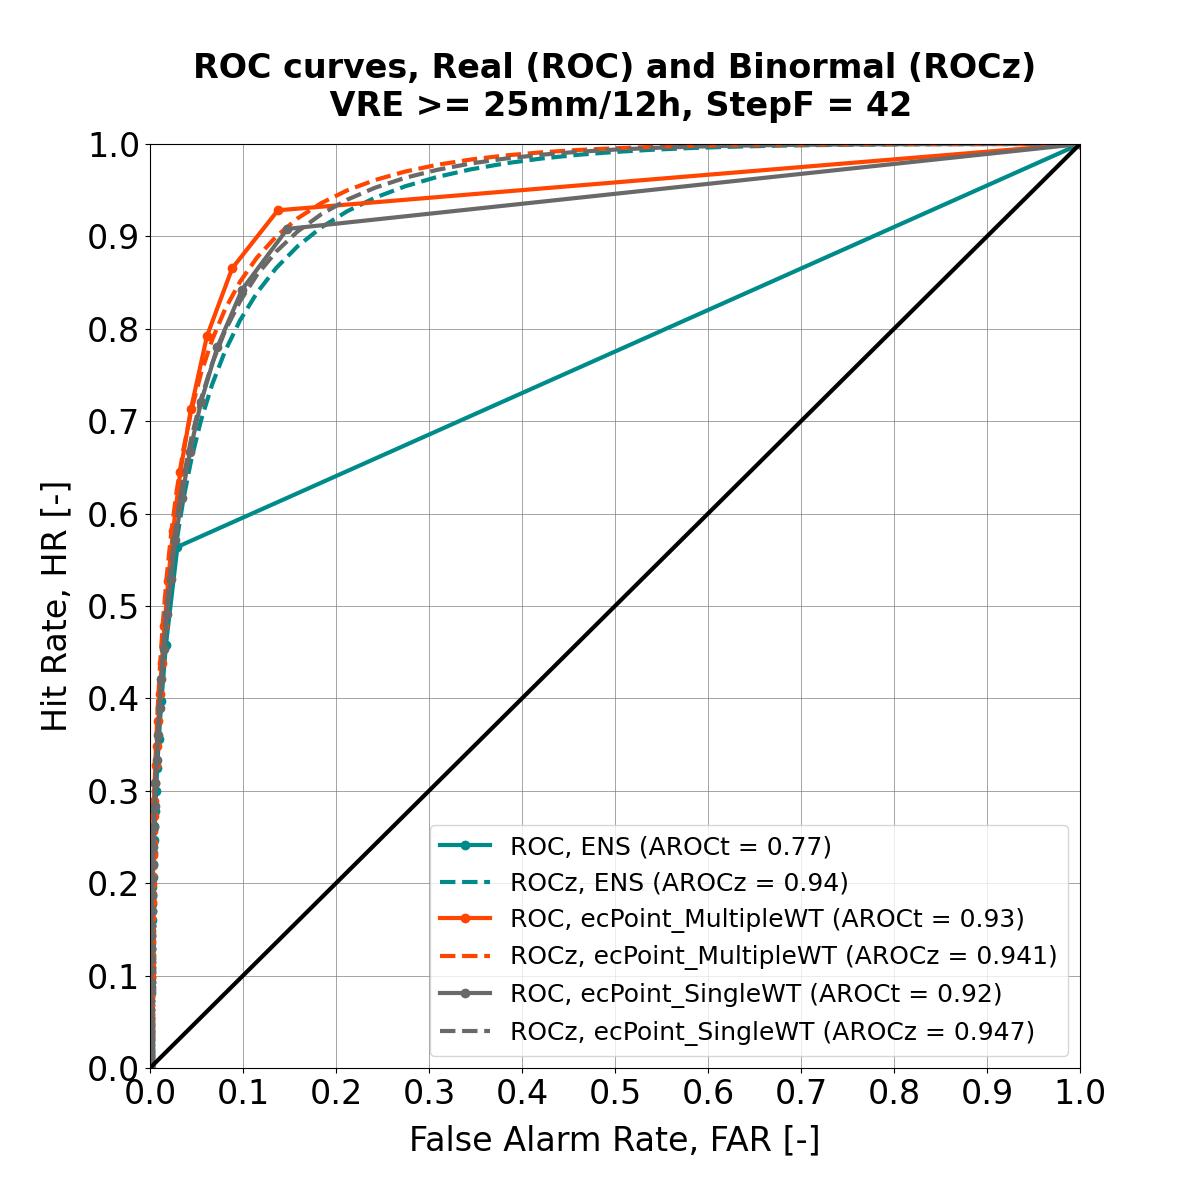 ROC curves, Real (ROC) and Binormal (ROCz)
VRE >= 25mm/12h, StepF = 42
1.0
0.9
0.8
0.7
0.6
0.5
0.4
0.3
0.2
0.1
0.0
Hit Rate, HR [-]
ROC, ENS (AROCt = 0.77)
ROCz, ENS (AROCz = 0.94)
ROC, ecPoint_MultipleWT (AROCt = 0.93)
ROCz, ecPoint_MultipleWT (AROCz = 0.941)
ROC, ecPoint_SingleWT (AROCt = 0.92)
ROCz, ecPoint_SingleWT (AROCz = 0.947)
0.0 0.1 0.2 0.3 0.4 0.5 0.6 0.7 0.8 0.9 1.0
False Alarm Rate, FAR [-]